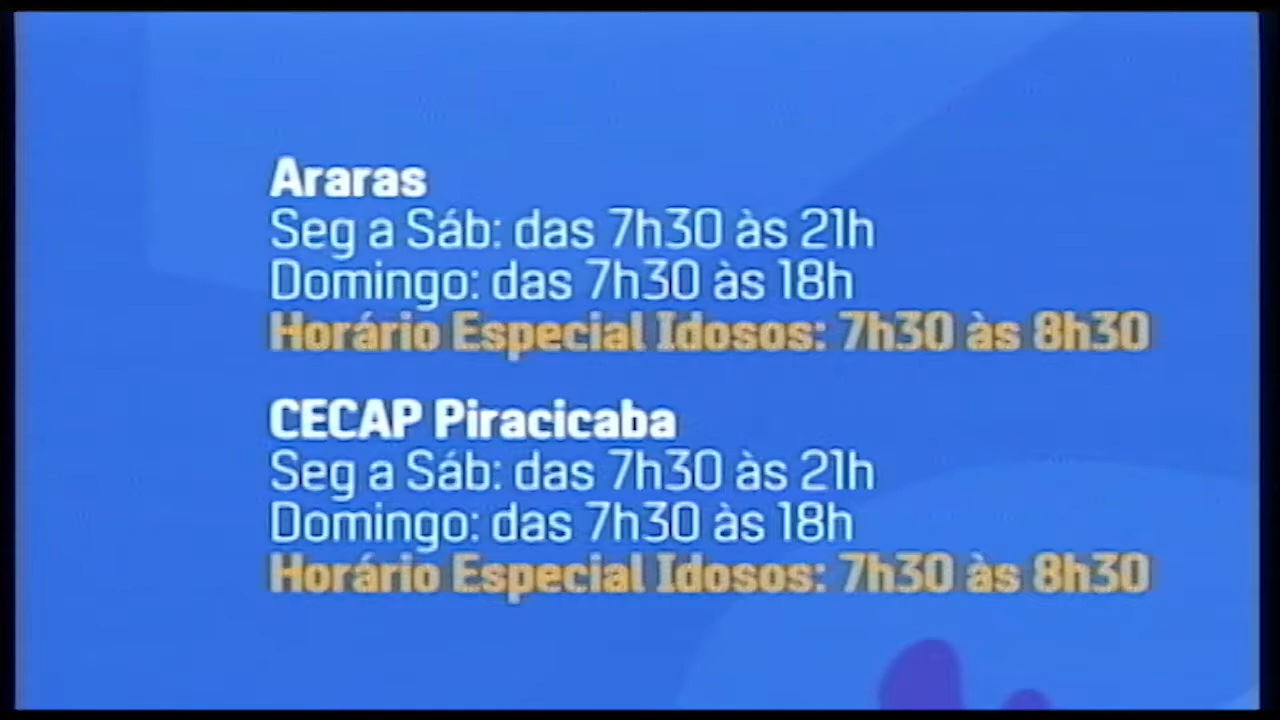 Araras
Seg a Sáb: das 7h30 às 21h
Domingo: das 7h30 às 18h
Horário Especial Idosos: 7h30 às 8h30
CECAP Piracicaba
Seg a Sáb: das 7h30 às 21h
Domingo: das 7h30 às 18h
Horário Especial Idosos: 7h30 às 8h30